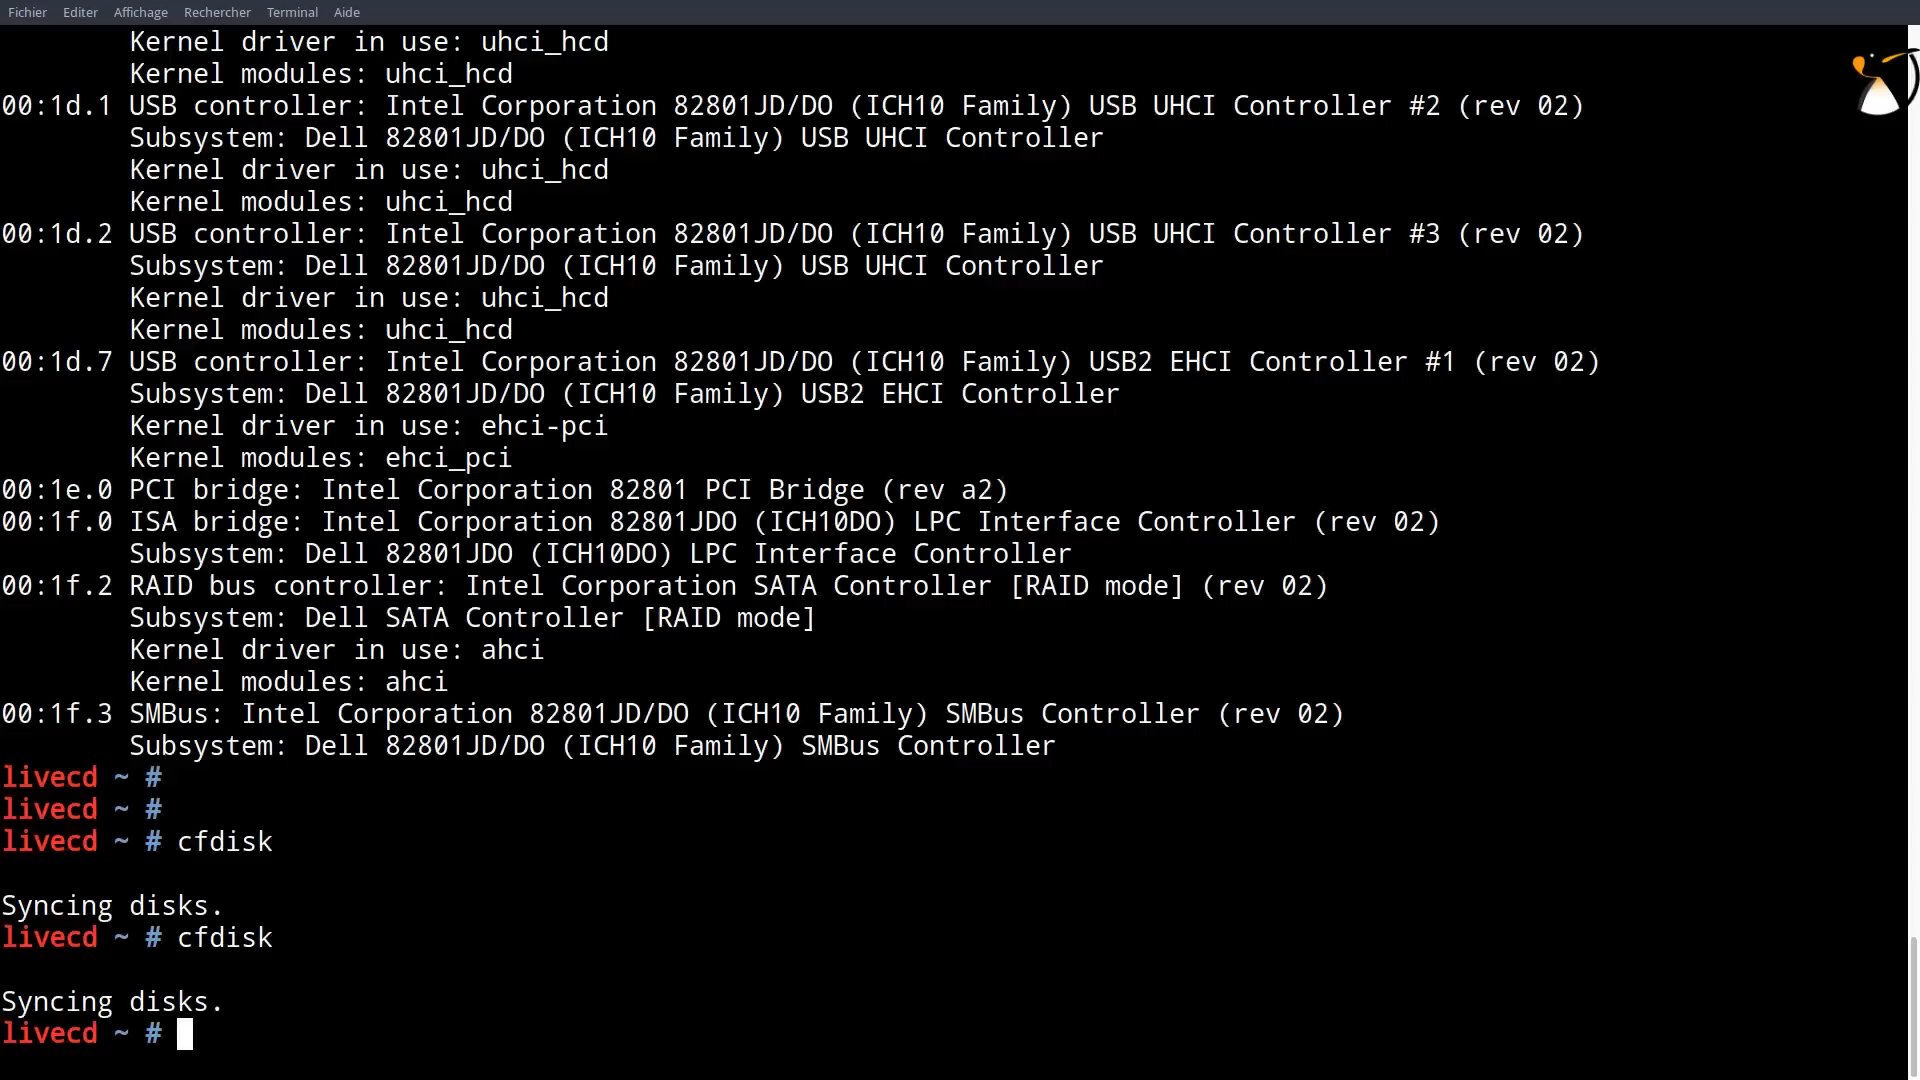 Fichier Editer Affichage Rechercher Terminal Aide
Kernel driver in use: uhci_hcd
Kernel modules: uhci_hcd
00:1d.1 USB controller: Intel Corporation 82801JD/DO (ICH10 Family) USB UHCI Controller #2 (rev 02)
Subsystem: Dell 82801JD/DO (ICH10 Family) USB UHCI Controller
Kernel driver in use: uhci_hcd
Kernel modules: uhci_hcd
00:1d.2 USB controller: Intel Corporation 82801JD/DO (ICH10 Family) USB UHCI Controller #3 (rev 02)
Subsystem: Dell 82801JD/DO (ICH10 Family) USB UHCI Controller
Kernel driver in use: uhci_hcd
Kernel modules: uhci_hcd
00:1d.7 USB controller: Intel Corporation 82801JD/DO (ICH10 Family) USB2 EHCI Controller #1 (rev 02)
Subsystem: Dell 82801JD/DO (ICH10 Family) USB2 EHCI Controller
Kernel driver in use: ehci-pci
Kernel modules: ehci_pci
00:1e.0 PCI bridge: Intel Corporation 82801 PCI Bridge (rev a2)
00:1f.0 ISA bridge: Intel Corporation 82801JDO (ICH10DO) LPC Interface Controller (rev 02)
Subsystem: Dell 82801JDO (ICH10DO) LPC Interface Controller
00:1f.2 RAID bus controller: Intel Corporation SATA Controller [RAID mode] (rev 02)
Subsystem: Dell SATA Controller [RAID mode]
Kernel driver in use: ahci
Kernel modules: ahci
00:1f.3 SMBus: Intel Corporation 82801JD/DO (ICH10 Family) SMBus Controller (rev 02)
Subsystem: Dell 82801JD/DO (ICH10 Family) SMBus Controller
livecd ~ #
livecd ~ #
livecd ~ # cfdisk
Syncing disks.
livecd ~ # cfdisk
Syncing disks.
livecd ~ #